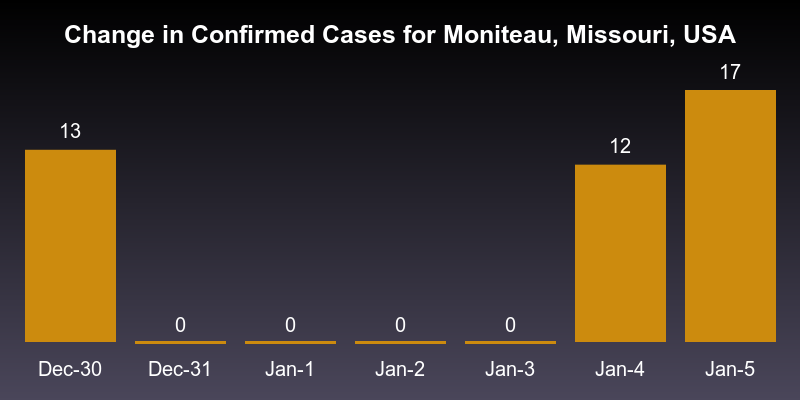 Change in Confirmed Cases for Moniteau, Missouri, USA
17
13
12
0 0 0 0
Dec-30 Dec-31 Jan-1 Jan-2 Jan-3 Jan-4 Jan-5